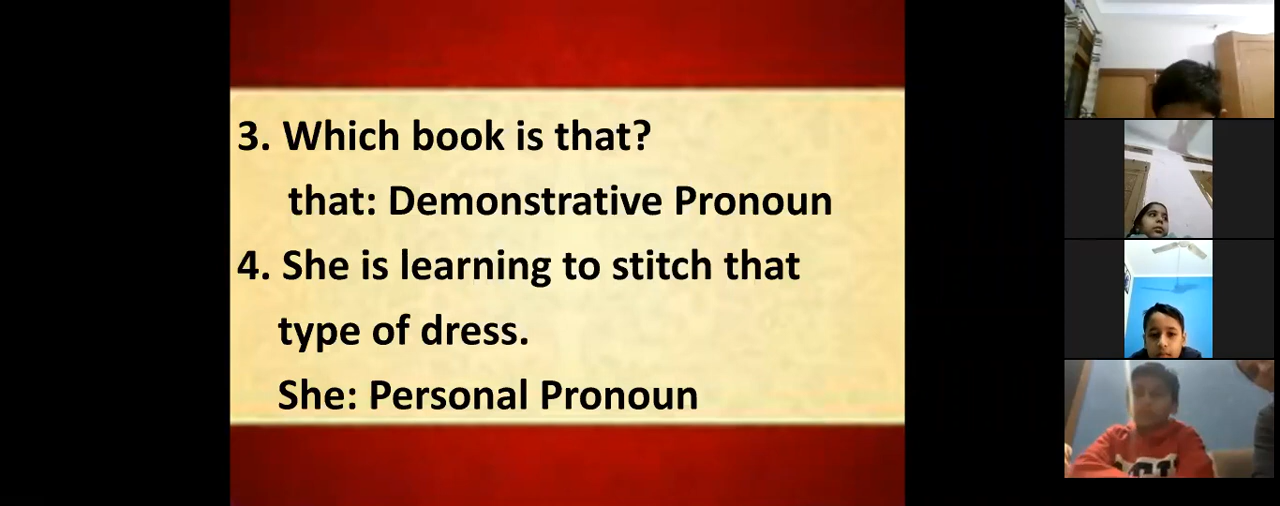 3. Which book is that?
that: Demonstrative Pronoun
4. She is learning to stitch that
type of dress.
She: Personal Pronoun